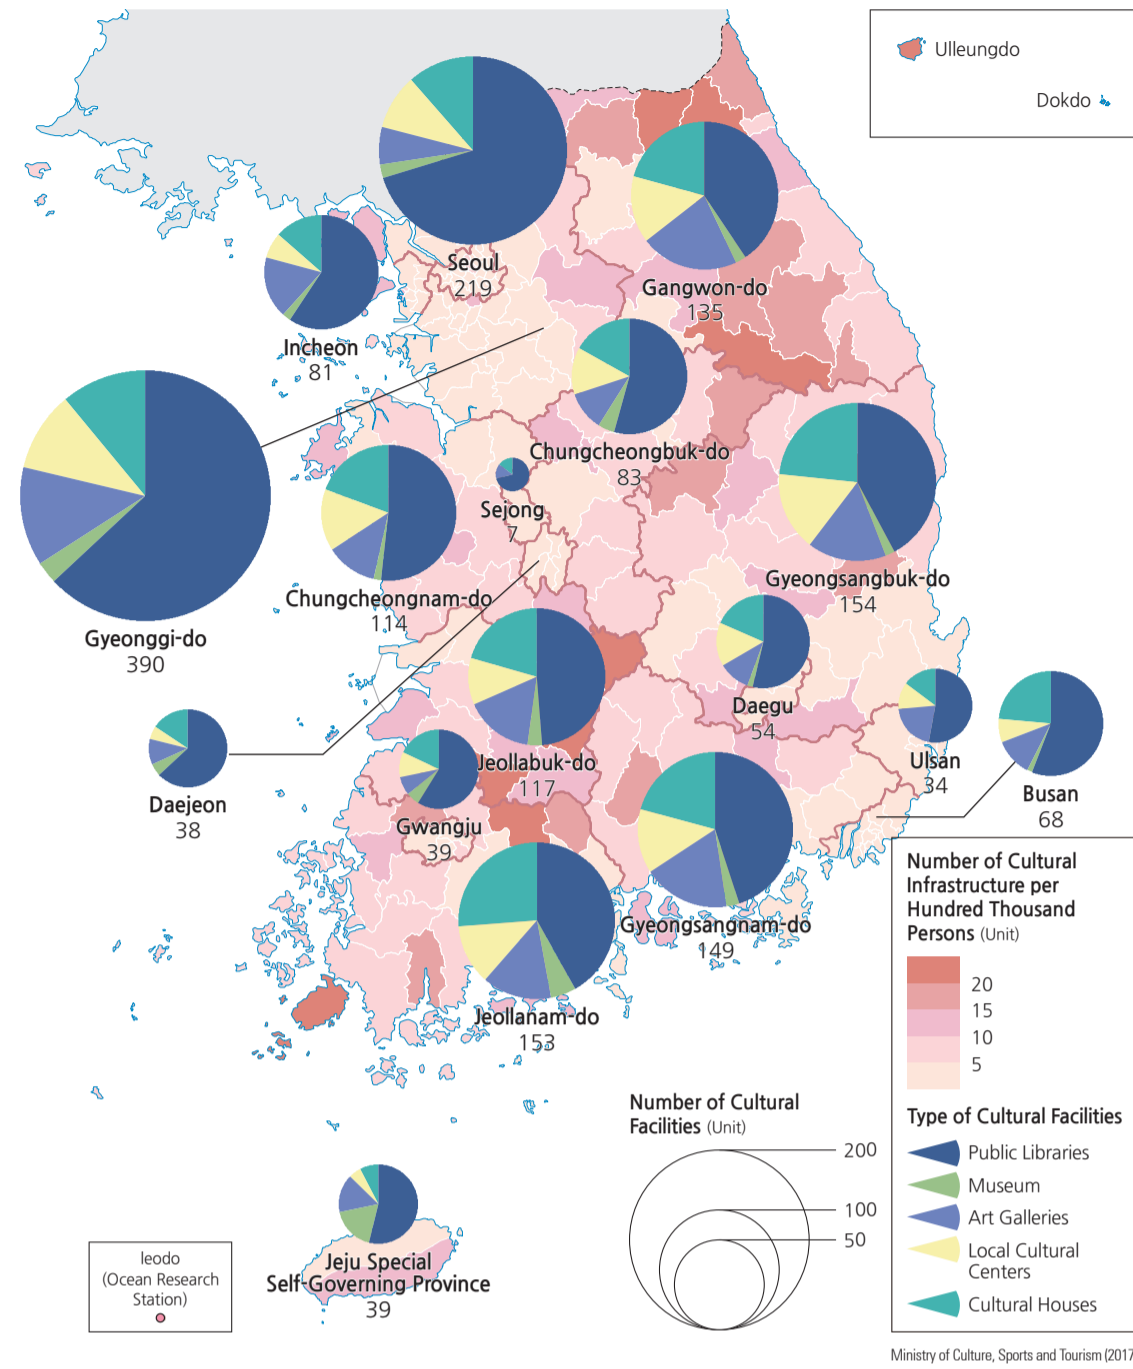 Ulleungdo
Dokdo
Seoul
219
Gangwon-do
135
Incheon
81
Chungcheongbuk-do
83
Sejong
7
Gyeongsangbuk-do
154
Chungcheongnam-do
114
Gyeonggi-do
390
Daegu
54
Ulsan
34
Jeollabuk-do
117
Busan
68
Daejeon
38
Gwangju
39
Gyeongsangnam-do
149
Jeollanam-do
153
Number of Cultural
Infrastructure per
Hundred Thousand
Persons (Unit)
20
15
10
5
Type of Cultural Facilities
Public Libraries
Museum
Art Galleries
Local Cultural
Centers
Cultural Houses
Number of Cultural
Facilities (Unit)
200
100
50
Jeju Special
Self-Governing Province
39
Ieodo
(Ocean Research
Station)
Ministry of Culture, Sports and Tourism (2017